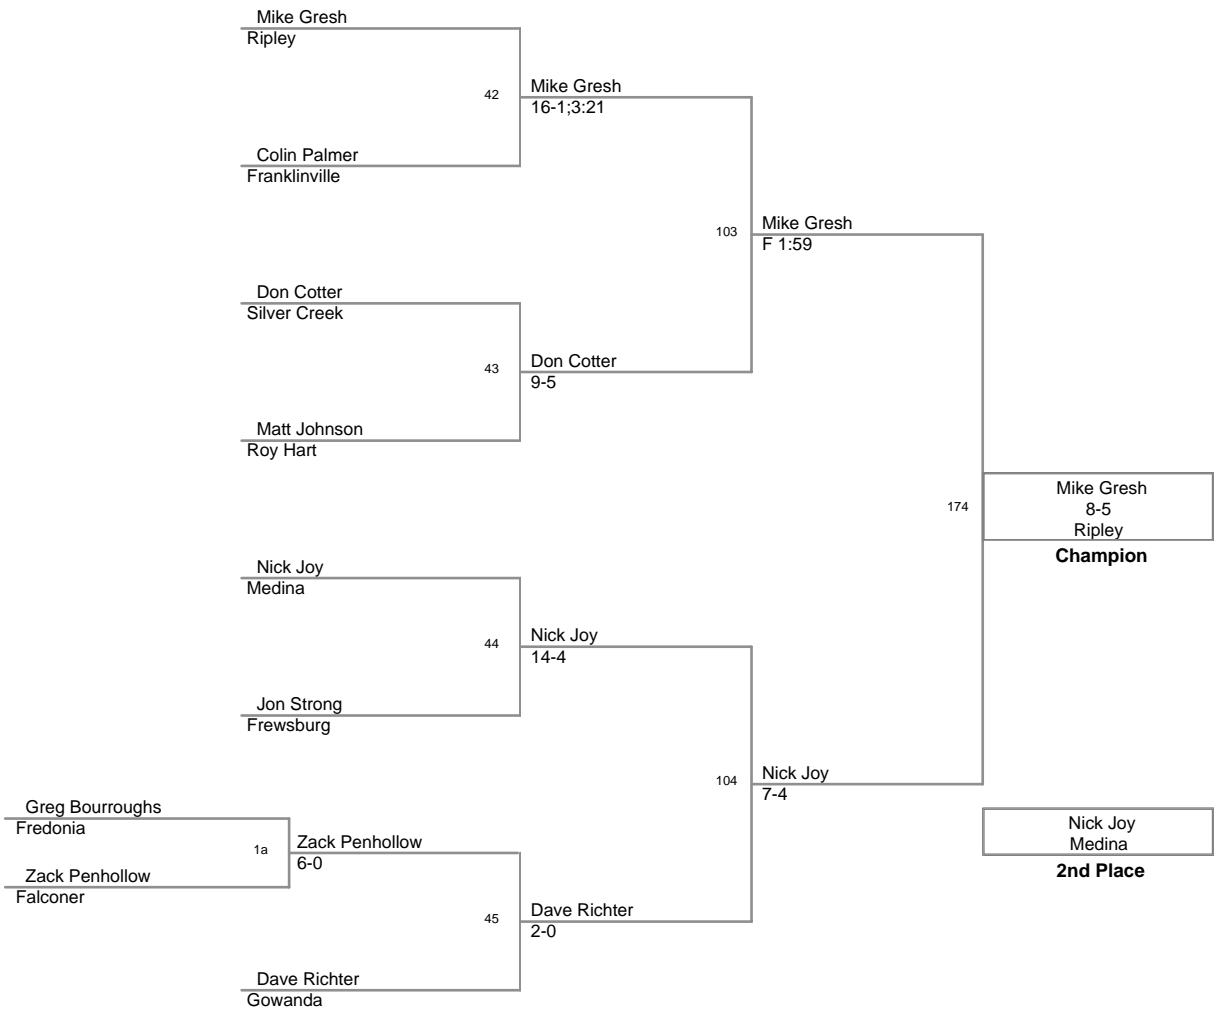 Mike Gresh
Ripley
42
Mike Gresh
16-1;3:21
Colin Palmer
Franklinville
103
Mike Gresh
F 1:59
Don Cotter
Silver Creek
43
Don Cotter
9-5
Matt Johnson
Roy Hart
174
Mike Gresh
8-5
Ripley
Champion
Nick Joy
Medina
44
Nick Joy
14-4
Jon Strong
Frewsburg
104
Nick Joy
7-4
Greg Bourroughs
Fredonia
1a
Zack Penhollow
6-0
Zack Penhollow
Falconer
45
Dave Richter
2-0
Dave Richter
Gowanda
Nick Joy
Medina
2nd Place